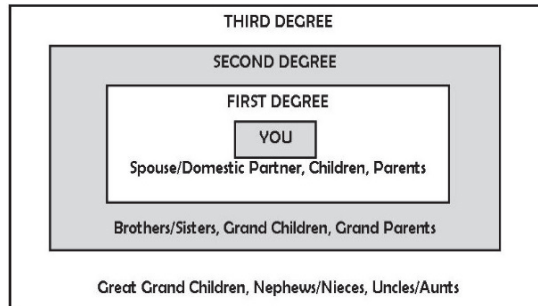 THIRD DEGREE
SECOND DEGREE
FIRST DEGREE
YOU
Spouse/Domestic Partner, Children, Parents
Brothers/Sisters, Grand Children, Grand Parents
Great Grand Children, Nephews/Nieces, Uncles/Aunts